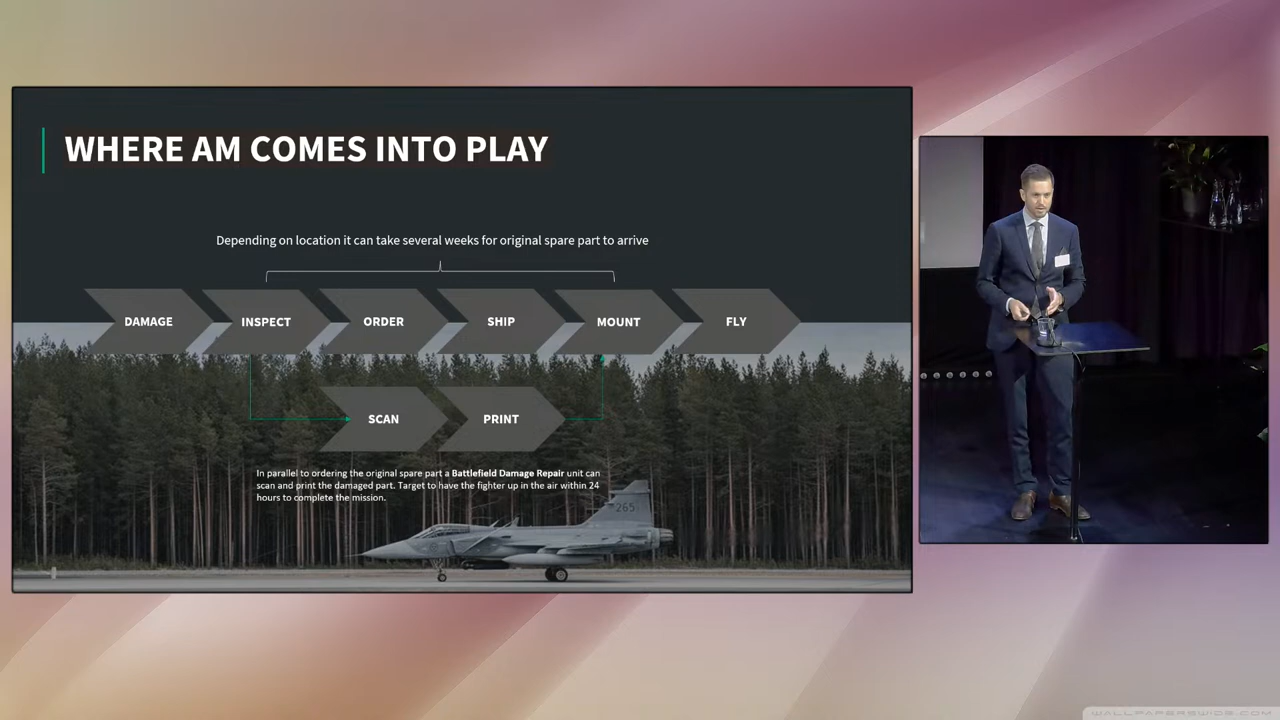 WHERE AM COMES INTO PLAY
Depending on location it can take several weeks for original spare part to arrive
DAMAGE
INSPECT
ORDER
SHIP
MOUNT
FLY
SCAN
PRINT
In parallel to ordering the original spare part a Battlefield Damage Repair unit can
scan and print the damaged part. Target to have the fighter up in the air within 24
hours to complete the mission.
265
WALLPAPERSWIDE.COM